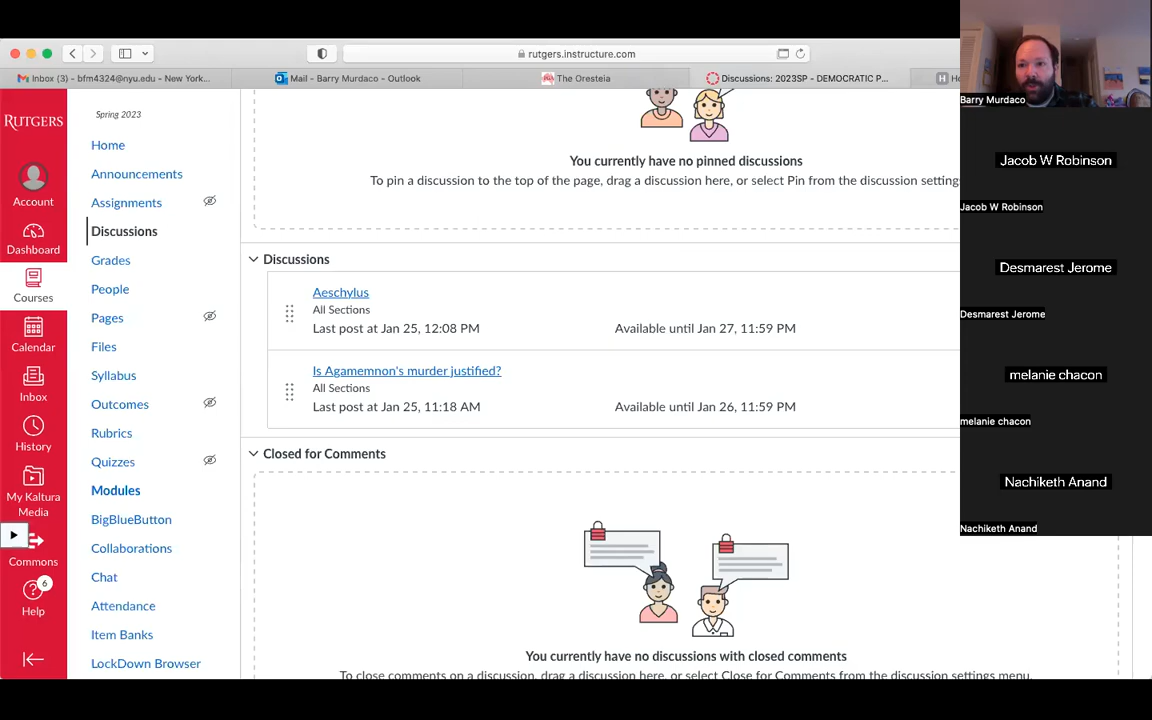 rutgers.instructure.com
Inbox (3) - bfm4324@nyu.edu - New York...
Mail - Barry Murdaco - Outlook
The Oresteia
Discussions: 2023SP - DEMOCRATIC P...
H
RUTGERS
Account
Dashboard
Courses
Calendar
Inbox
History
My Kaltura
Media
Commons
6
Help
Spring 2023
Home
Announcements
Assignments
Discussions
Grades
People
Pages
Files
Syllabus
Outcomes
Rubrics
Quizzes
Modules
BigBlueButton
Collaborations
Chat
Attendance
Item Banks
LockDown Browser
You currently have no pinned discussions
To pin a discussion to the top of the page, drag a discussion here, or select Pin from the discussion setting
Discussions
Aeschylus
All Sections
Last post at Jan 25, 12:08 PM
Available until Jan 27, 11:59 PM
Is Agamemnon's murder justified?
All Sections
Last post at Jan 25, 11:18 AM
Available until Jan 26, 11:59 PM
Closed for Comments
You currently have no discussions with closed comments
To close comments on a discussion, drag a discussion here, or select Close for Comments from the discussion settings menu.
Barry Murdaco
Jacob W Robinson
Jacob W Robinson
Desmarest Jerome
Desmarest Jerome
melanie chacon
melanie chacon
Nachiketh Anand
Nachiketh Anand